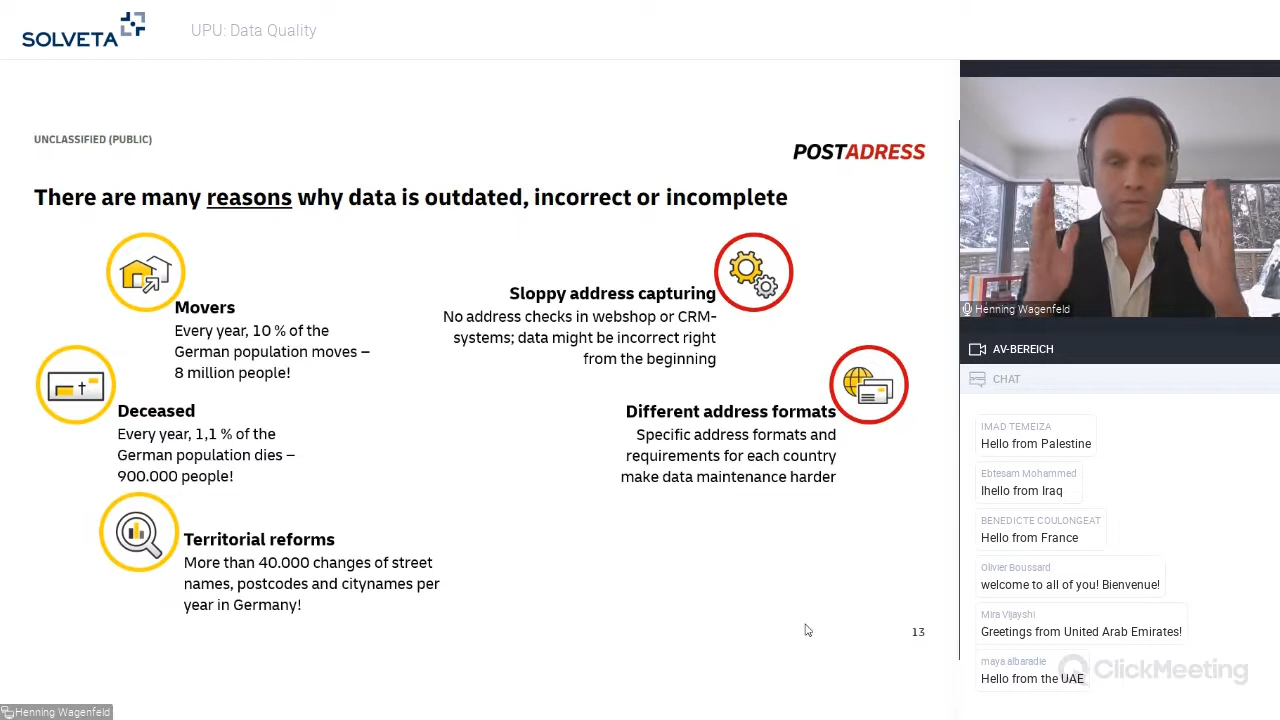 SOLVETA
UPU: Data Quality
UNCLASSIFIED (PUBLIC)
POSTADRESS
There are many reasons why data is outdated, incorrect or incomplete
Movers
Every year, 10 % of the
German population moves –
8 million people!
Deceased
Every year, 1,1 % of the
German population dies –
900.000 people!
Territorial reforms
More than 40.000 changes of street
names, postcodes and citynames per
year in Germany!
Sloppy address capturing
No address checks in webshop or CRM-
systems; data might be incorrect right
from the beginning
Different address formats
Specific address formats and
requirements for each country
make data maintenance harder
13
Henning Wagenfeld
Henning Wagenfeld
AV-BEREICH
CHAT
IMAD TEMEIZA
Hello from Palestine
Ebtesam Mohammed
Ihello from Iraq
BENEDICTE COULONGEAT
Hello from France
Olivier Boussard
welcome to all of you! Bienvenue!
Mira Vijayshi
Greetings from United Arab Emirates!
maya albaradie
Hello from the UAE
ClickMeeting